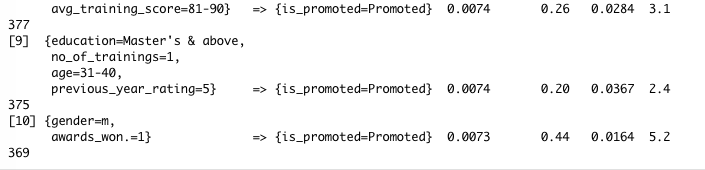 avg_training_score=81-90} => {is_promoted=Promoted} 0.0074 0.26 0.0284 3.1
377
[9] {education=Master's & above,
no_of_trainings=1,
age=31-40,
previous_year_rating=5} => {is_promoted=Promoted} 0.0074 0.20 0.0367 2.4
375
[10] {gender=m,
awards_won.=1} => {is_promoted=Promoted} 0.0073 0.44 0.0164 5.2
369